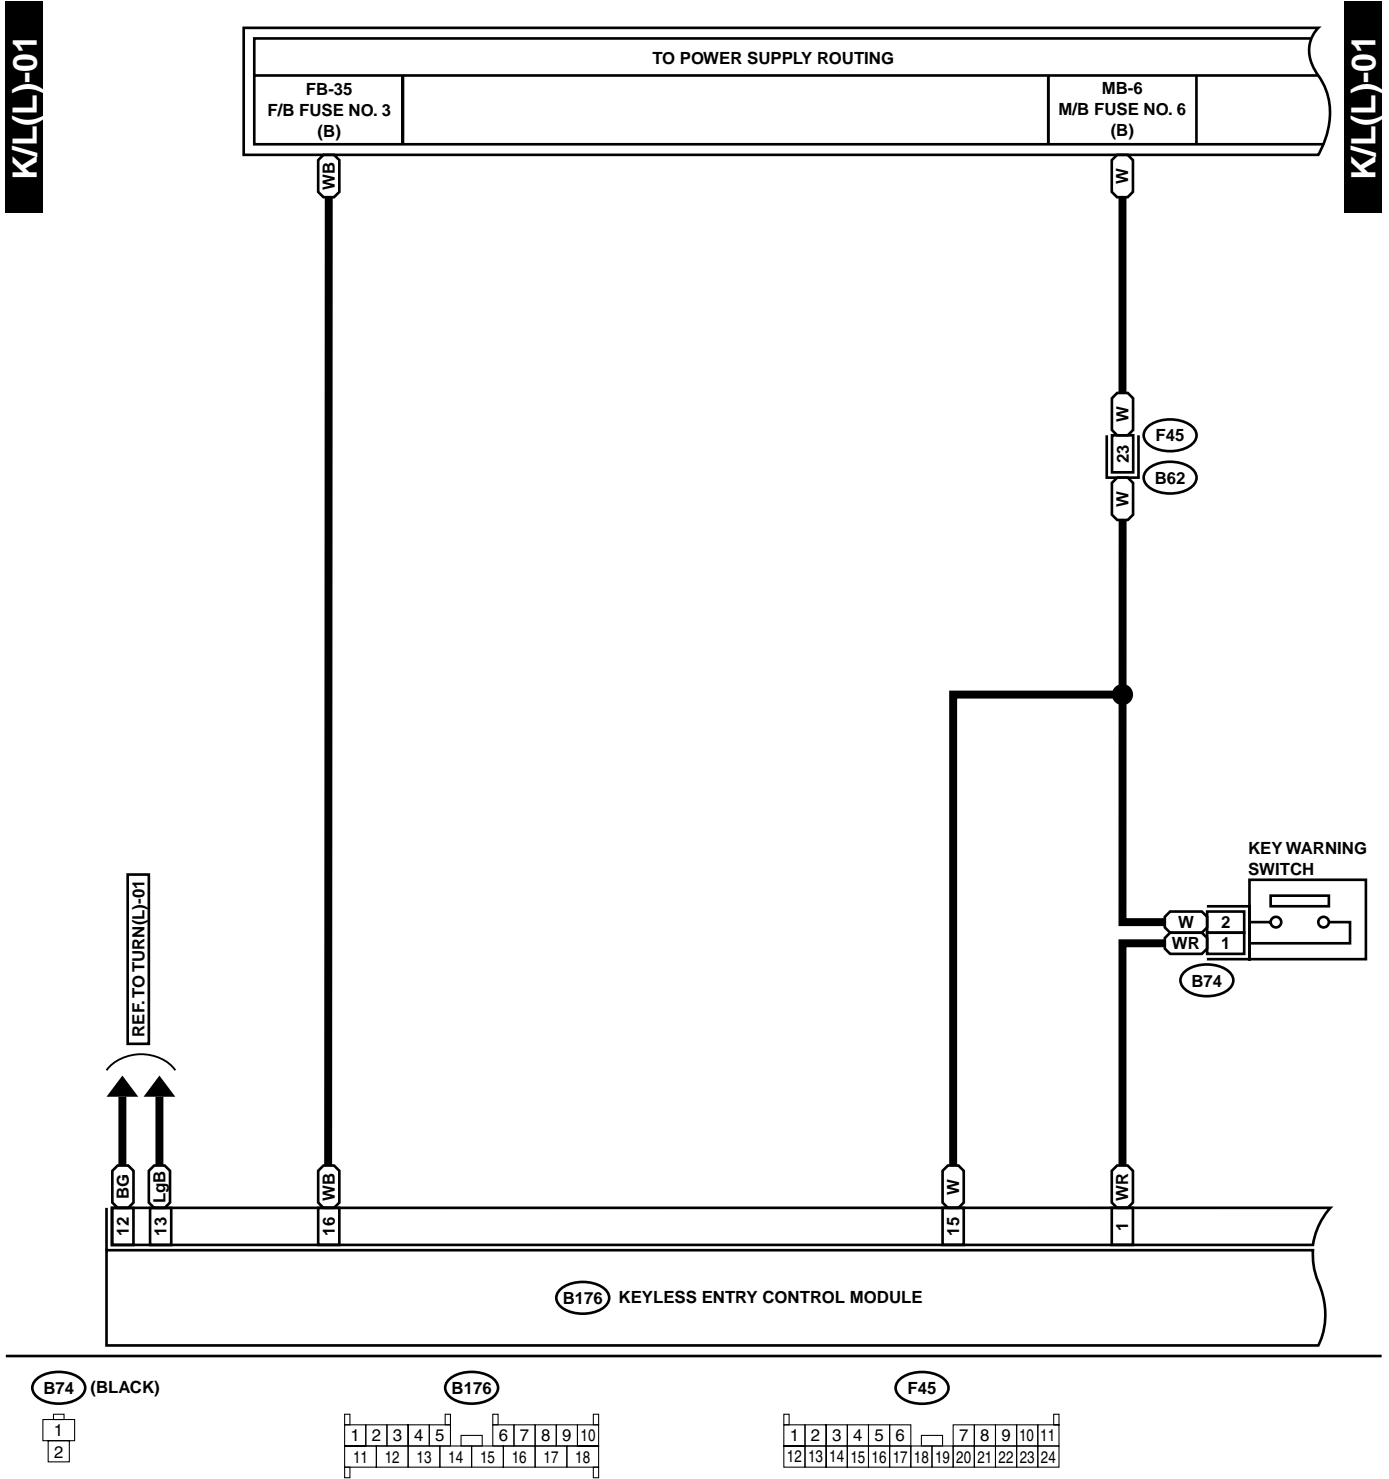 K/L(L)-01
K/L(L)-01
TO POWER SUPPLY ROUTING
FB-35
F/B FUSE NO. 3
(B)
MB-6
M/B FUSE NO. 6
(B)
WB
W
W
23
F45
B62
W
KEY WARNING
SWITCH
W 2
WR 1
B74
REF. TO TURN(L)-01
BG
LgB
WB
W
WR
12
13
16
15
1
B176 KEYLESS ENTRY CONTROL MODULE
B74 (BLACK)
1
2
B176
1 2 3 4 5 6 7 8 9 10
11 12 13 14 15 16 17 18
F45
1 2 3 4 5 6 7 8 9 10 11
12 13 14 15 16 17 18 19 20 21 22 23 24